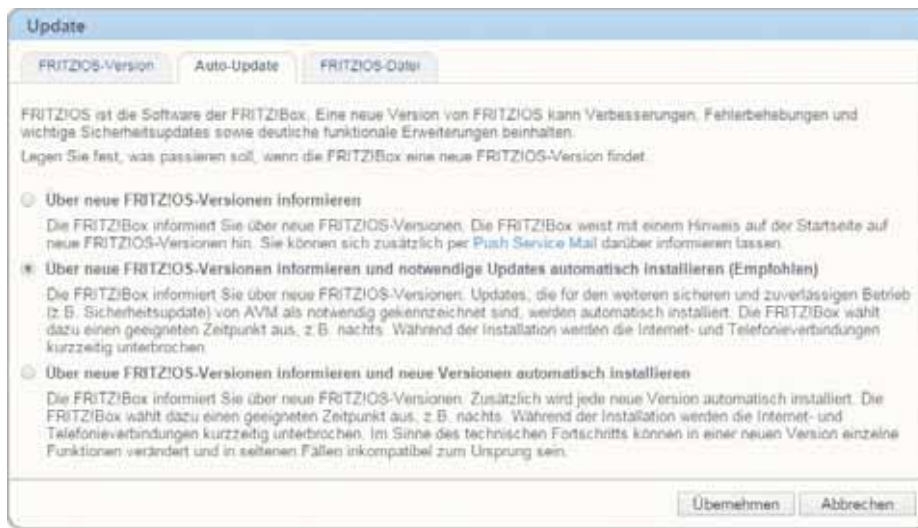 Update
FRITZ!OS-Version Auto-Update FRITZ!OS-Datei
FRITZ!OS ist die Software der FRITZ!Box. Eine neue Version von FRITZ!OS kann Verbesserungen, Fehlerbehebungen und
wichtige Sicherheitsupdates sowie deutliche funktionale Erweiterungen beinhalten.
Legen Sie fest, was passieren soll, wenn die FRITZ!Box eine neue FRITZ!OS-Version findet.
Über neue FRITZ!OS-Versionen informieren
Die FRITZ!Box informiert Sie über neue FRITZ!OS-Versionen. Die FRITZ!Box weist mit einem Hinweis auf der Startseite auf
neue FRITZ!OS-Versionen hin. Sie können sich zusätzlich per Push Service Mail darüber informieren lassen.
Über neue FRITZ!OS-Versionen informieren und notwendige Updates automatisch installieren (Empfohlen)
Die FRITZ!Box informiert Sie über neue FRITZ!OS-Versionen. Updates, die für den weiteren sicheren und zuverlässigen Betrieb
(z.B. Sicherheitsupdate) von AVM als notwendig gekennzeichnet sind, werden automatisch installiert. Die FRITZ!Box wählt
dazu einen geeigneten Zeitpunkt aus, z.B. nachts. Während der Installation werden die Internet- und Telefonieverbindungen
kurzzeitig unterbrochen.
Über neue FRITZ!OS-Versionen informieren und neue Versionen automatisch installieren
Die FRITZ!Box informiert Sie über neue FRITZ!OS-Versionen. Zusätzlich wird jede neue Version automatisch installiert. Die
FRITZ!Box wählt dazu einen geeigneten Zeitpunkt aus, z.B. nachts. Während der Installation werden die Internet- und
Telefonieverbindungen kurzzeitig unterbrochen. Im Sinne des technischen Fortschritts können in einer neuen Version einzelne
Funktionen verändert und in seltenen Fällen inkompatibel zum Ursprung sein.
Übernehmen Abbrechen